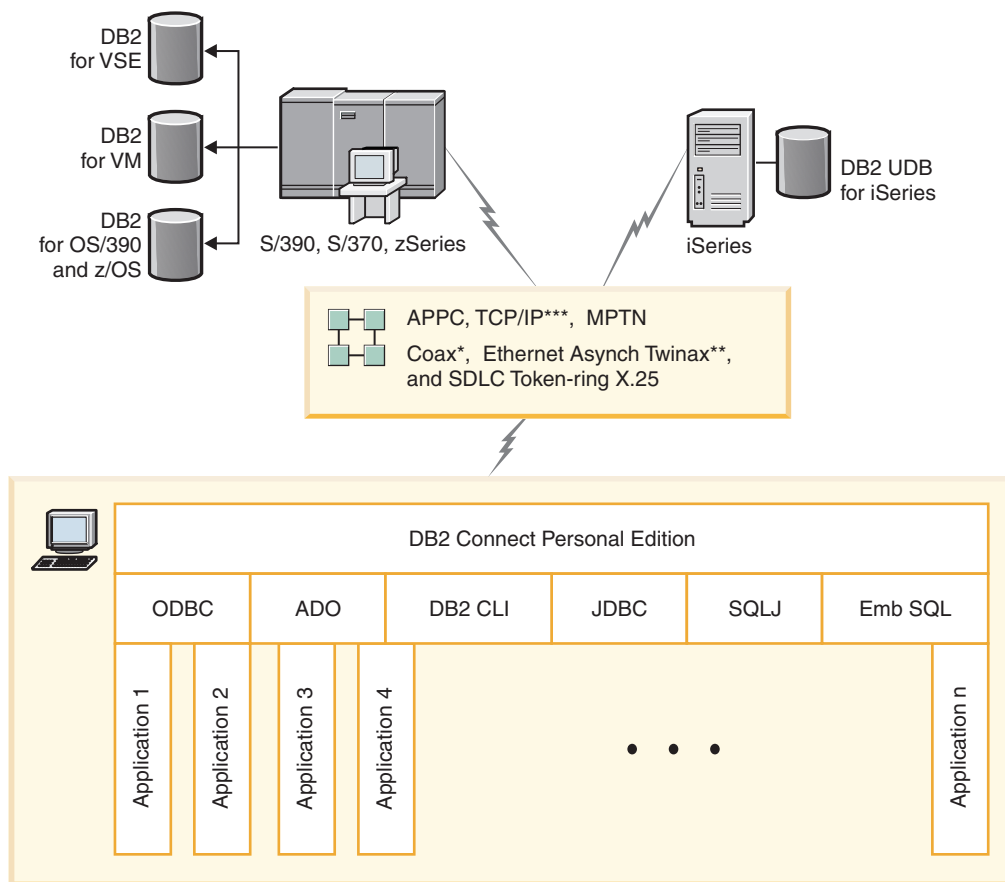 DB2
for VSE
DB2
for VM
DB2
for OS/390
and z/OS
S/390, S/370, zSeries
DB2 UDB
for iSeries
iSeries
APPC, TCP/IP***, MPTN
Coax*, Ethernet Asynch Twinax**,
and SDLC Token-ring X.25
DB2 Connect Personal Edition
ODBC
ADO
DB2 CLI
JDBC
SQLJ
Emb SQL
Application 1
Application 2
Application 3
Application 4
• • •
Application n